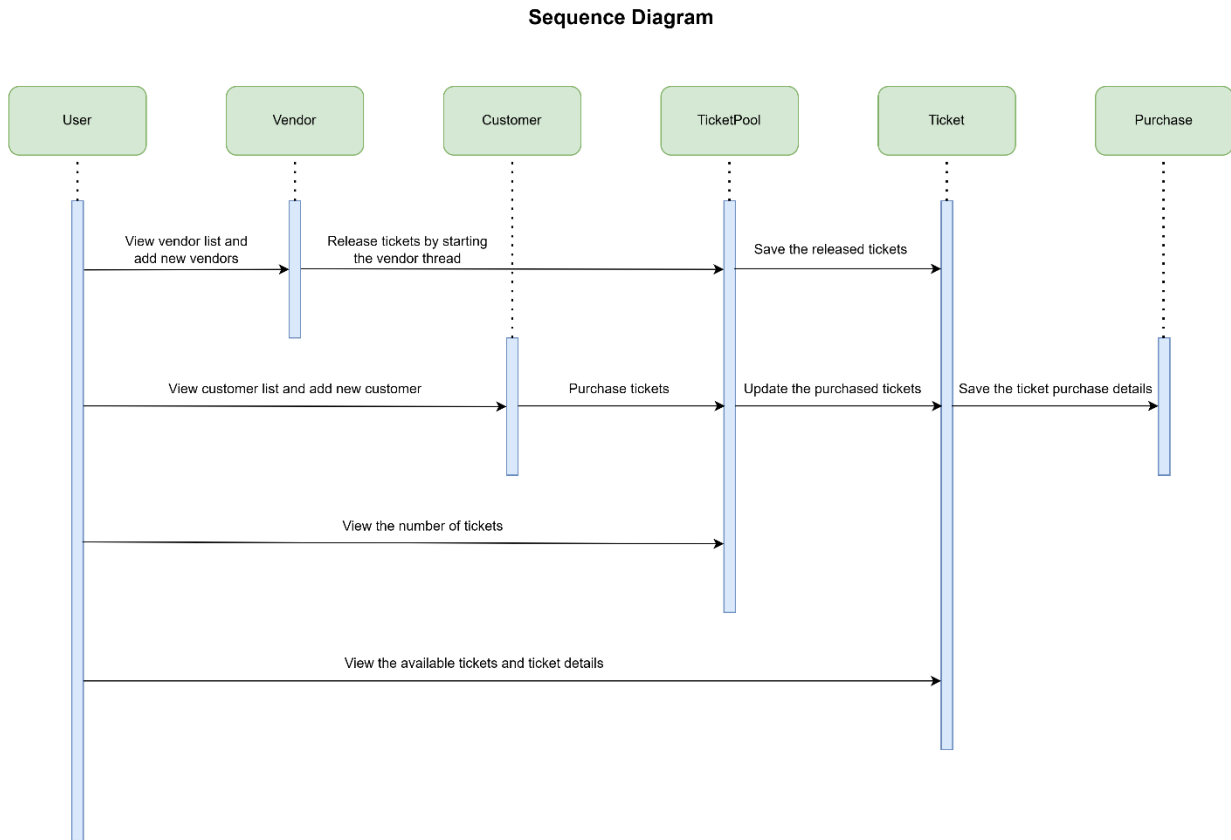 Sequence Diagram
User
Vendor
Customer
TicketPool
Ticket
Purchase
View vendor list and
add new vendors
Release tickets by starting
the vendor thread
Save the released tickets
View customer list and add new customer
Purchase tickets
Update the purchased tickets
Save the ticket purchase details
View the number of tickets
View the available tickets and ticket details